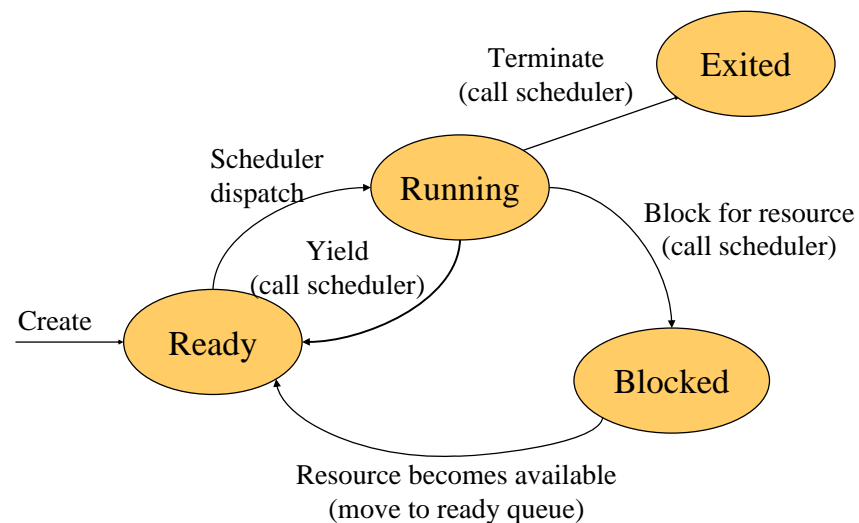 Terminate
(call scheduler)
Exited
Scheduler
dispatch
Running
Block for resource
(call scheduler)
Yield
(call scheduler)
Create
Ready
Blocked
Resource becomes available
(move to ready queue)